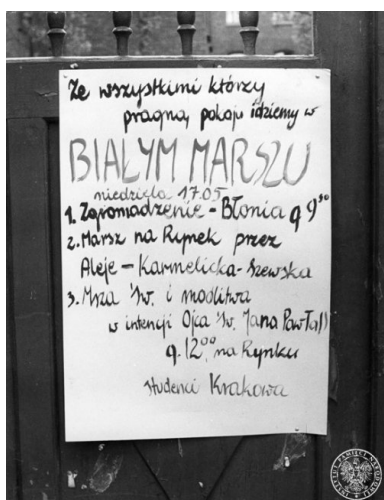 Ze wszystkimi którzy
pragną pokoju idziemy w
BIAŁYM MARSZU
niedziela 17.05
1. Zgromadzenie – Błonia g 9³⁰
2. Marsz na Rynek przez
Aleje – Karmelicka - Szewska
3. Msza św. i modlitwa
w intencji Ojca św. Jana Pawła II
g. 12⁰⁰ na Rynku
studenci Krakowa